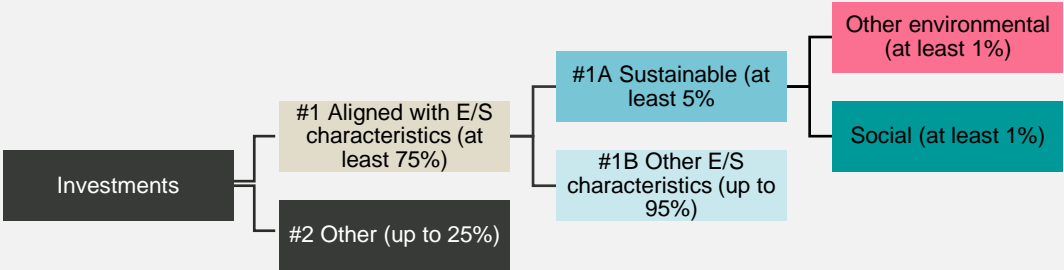 Investments
#1 Aligned with E/S
characteristics (at
least 75%)
#2 Other (up to 25%)
#1A Sustainable (at
least 5%
#1B Other E/S
characteristics (up to
95%)
Other environmental
(at least 1%)
Social (at least 1%)